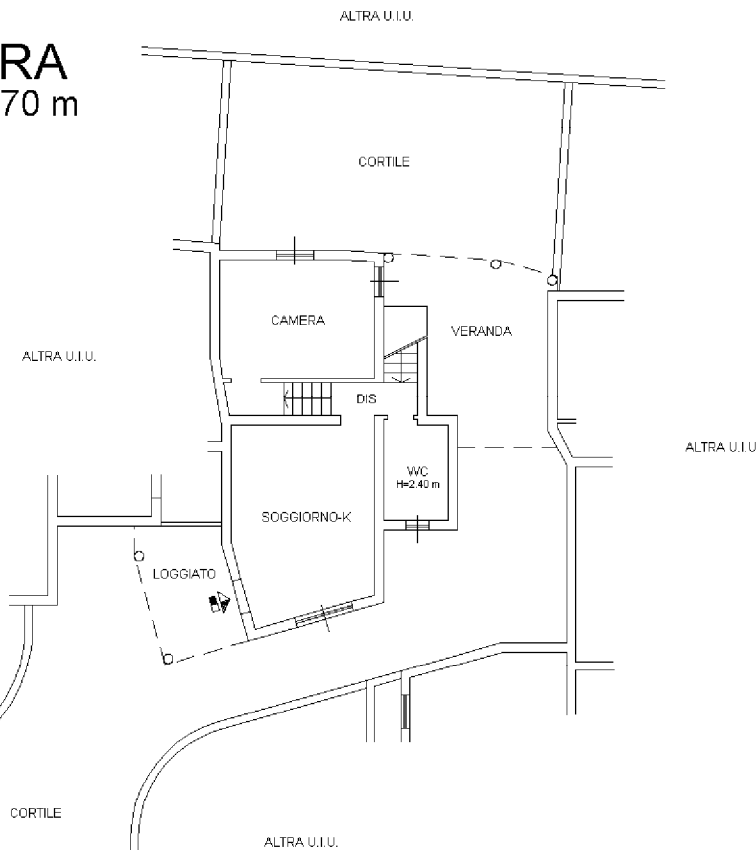 ALTRA U.I.U.
RA
70 m
CORTILE
CAMERA
VERANDA
ALTRA U.I.U.
DIS
ALTRA U.I.U
WC
H=2.40 m
SOGGIORNO-K
LOGGIATO
CORTILE
ALTRA U.I.U.